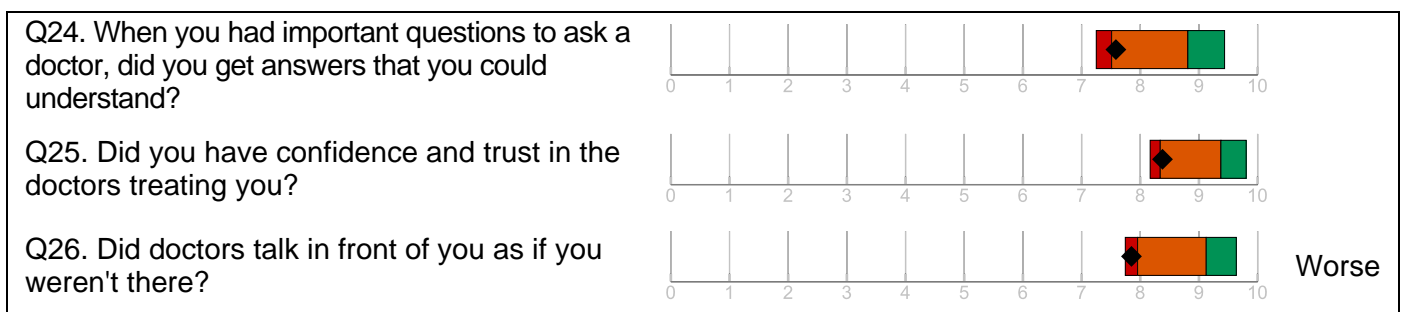 Q24. When you had important questions to ask a
doctor, did you get answers that you could
understand?
0 1 2 3 4 5 6 7 8 9 10
Q25. Did you have confidence and trust in the
doctors treating you?
0 1 2 3 4 5 6 7 8 9 10
Q26. Did doctors talk in front of you as if you
weren't there?
Worse
0 1 2 3 4 5 6 7 8 9 10